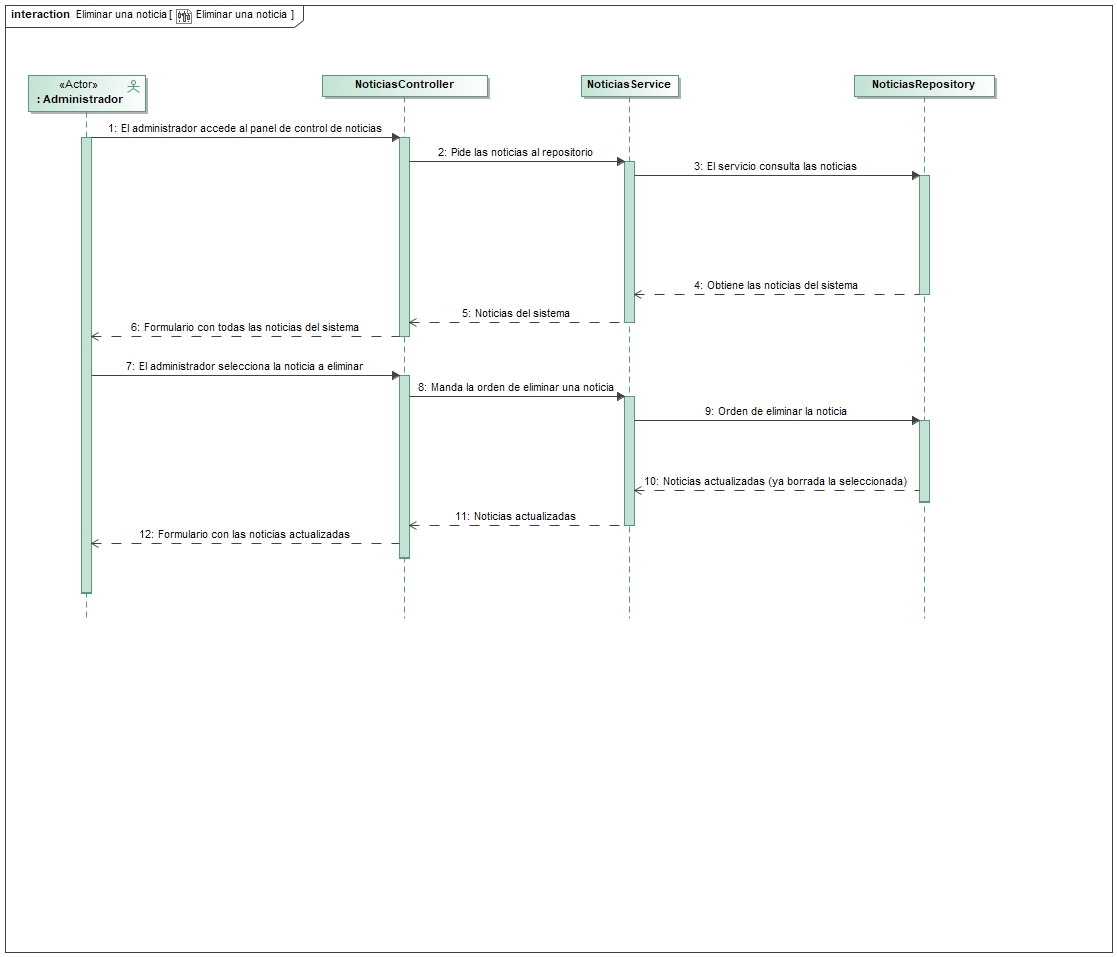 interaction Eliminar una noticia [ Eliminar una noticia ]
«Actor»
: Administrador
NoticiasController
NoticiasService
NoticiasRepository
1: El administrador accede al panel de control de noticias
2: Pide las noticias al repositorio
3: El servicio consulta las noticias
4: Obtiene las noticias del sistema
5: Noticias del sistema
6: Formulario con todas las noticias del sistema
7: El administrador selecciona la noticia a eliminar
8: Manda la orden de eliminar una noticia
9: Orden de eliminar la noticia
10: Noticias actualizadas (ya borrada la seleccionada)
11: Noticias actualizadas
12: Formulario con las noticias actualizadas